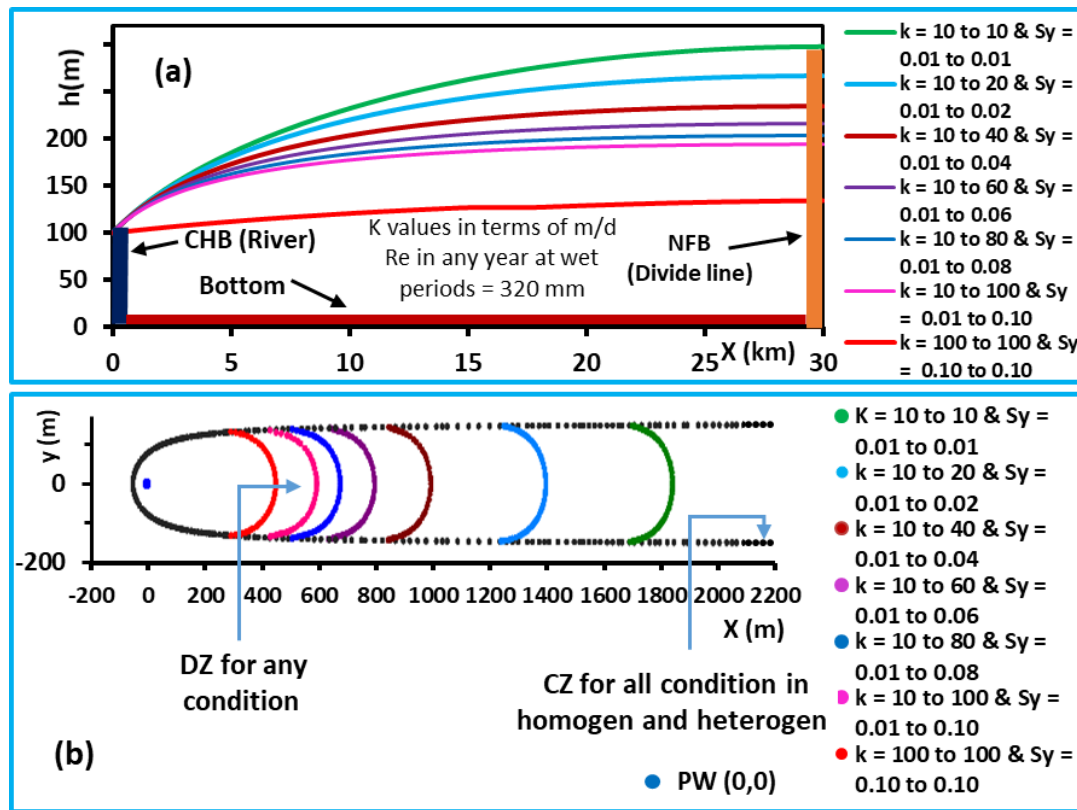 h(m)
(a)
200
150
100
50
0
0
5
10
15
20
25
30
X (km)
CHB (River)
Bottom
K values in terms of m/d
Re in any year at wet
periods = 320 mm
NFB
(Divide line)
k = 10 to 10 & Sy =
0.01 to 0.01
k = 10 to 20 & Sy =
0.01 to 0.02
k = 10 to 40 & Sy =
0.01 to 0.04
k = 10 to 60 & Sy =
0.01 to 0.06
k = 10 to 80 & Sy =
0.01 to 0.08
k = 10 to 100 & Sy
= 0.01 to 0.10
k = 100 to 100 & Sy
= 0.10 to 0.10
y (m)
0
-200
-200
0
200
400
600
800
1000
1200
1400
1600
1800
2000
2200
X (m)
DZ for any
condition
CZ for all condition in
homogen and heterogen
(b)
PW (0,0)
K = 10 to 10 & Sy =
0.01 to 0.01
k = 10 to 20 & Sy =
0.01 to 0.02
k = 10 to 40 & Sy =
0.01 to 0.04
k = 10 to 60 & Sy =
0.01 to 0.06
k = 10 to 80 & Sy =
0.01 to 0.08
k = 10 to 100 & Sy =
0.01 to 0.10
k = 100 to 100 & Sy =
0.10 to 0.10